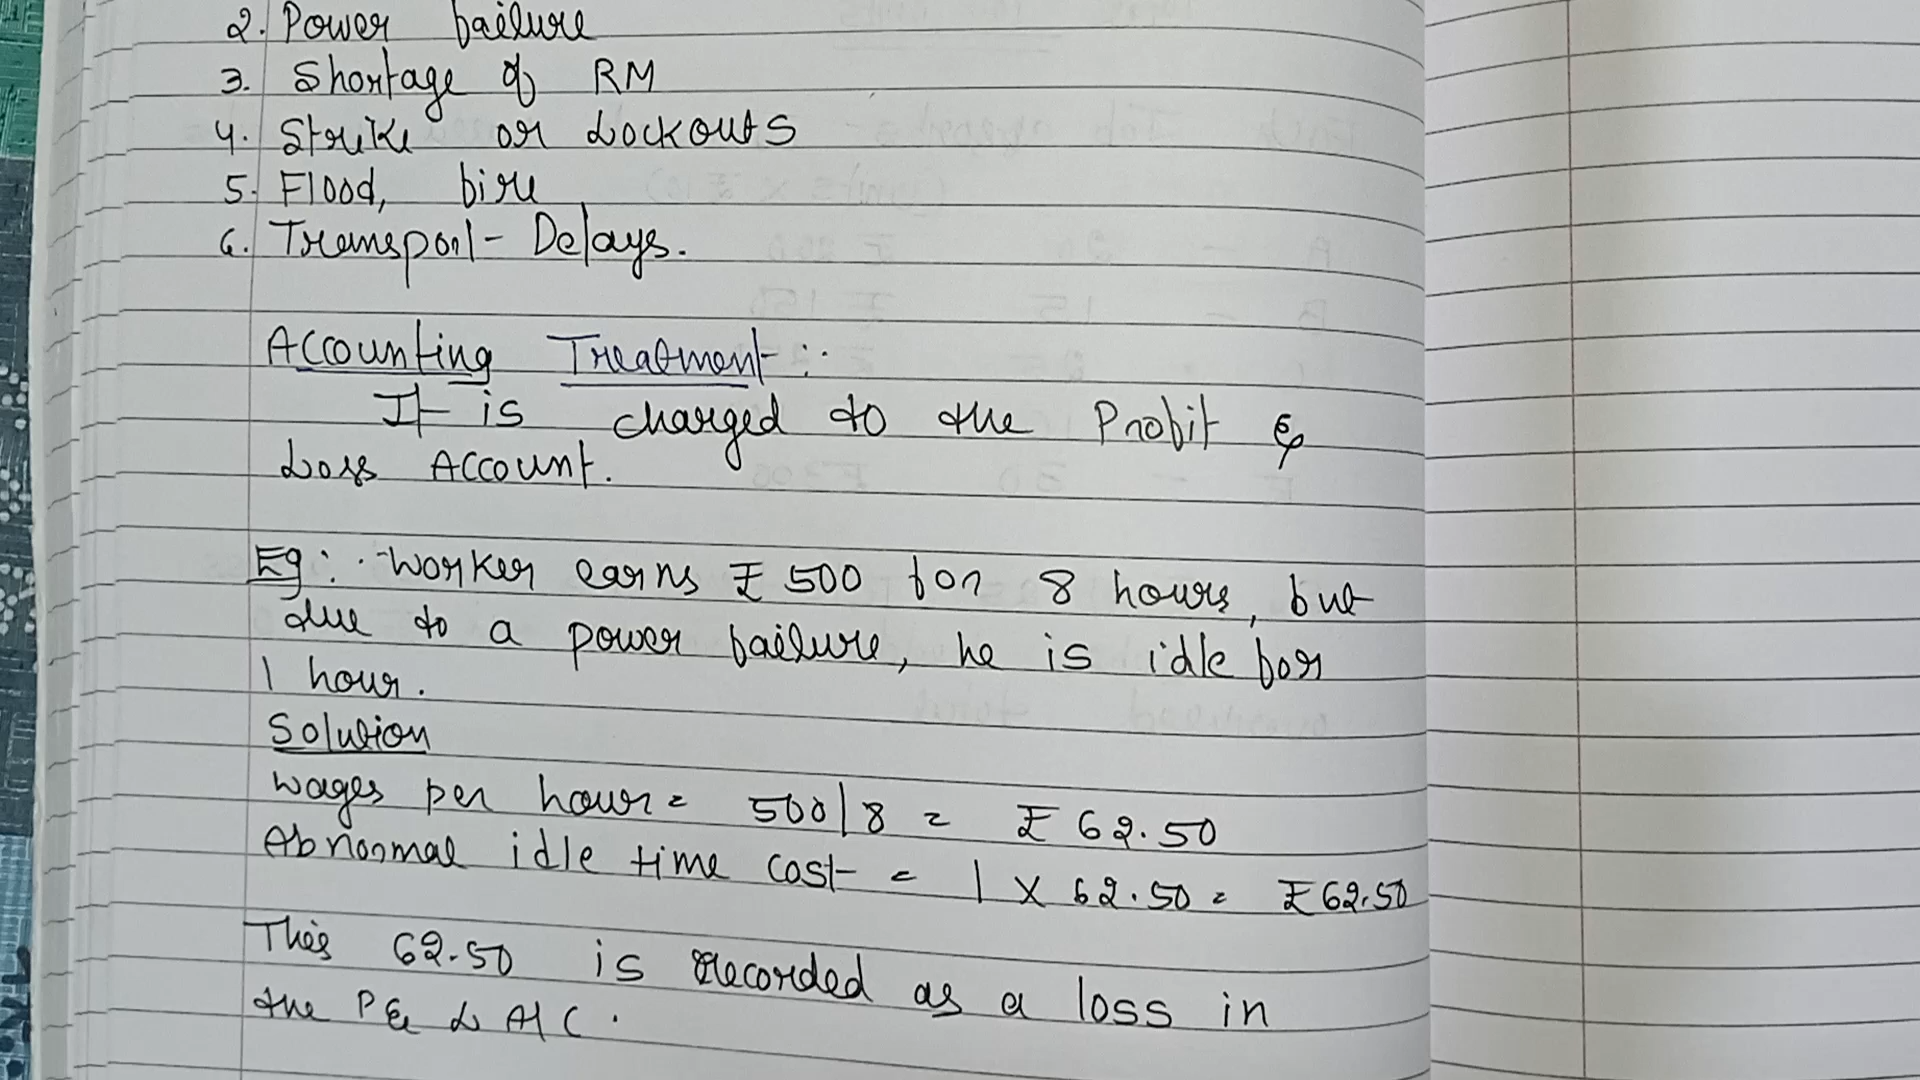 2. Power failure
3. Shortage of RM
4. Strike or Lockouts
5. Flood, fire
6. Transport Delays.
Accounting Treatment:
It is charged to the Profit &
Loss Account.
Eg: Worker earns ₹ 500 for 8 hours, but
due to a power failure, he is idle for
1 hour.
Solution
Wages per hour = 500/8 = ₹ 62.50
Abnormal idle time cost = 1 x 62.50 = ₹62.50
This 62.50 is recorded as a loss in
the P & L A/C.